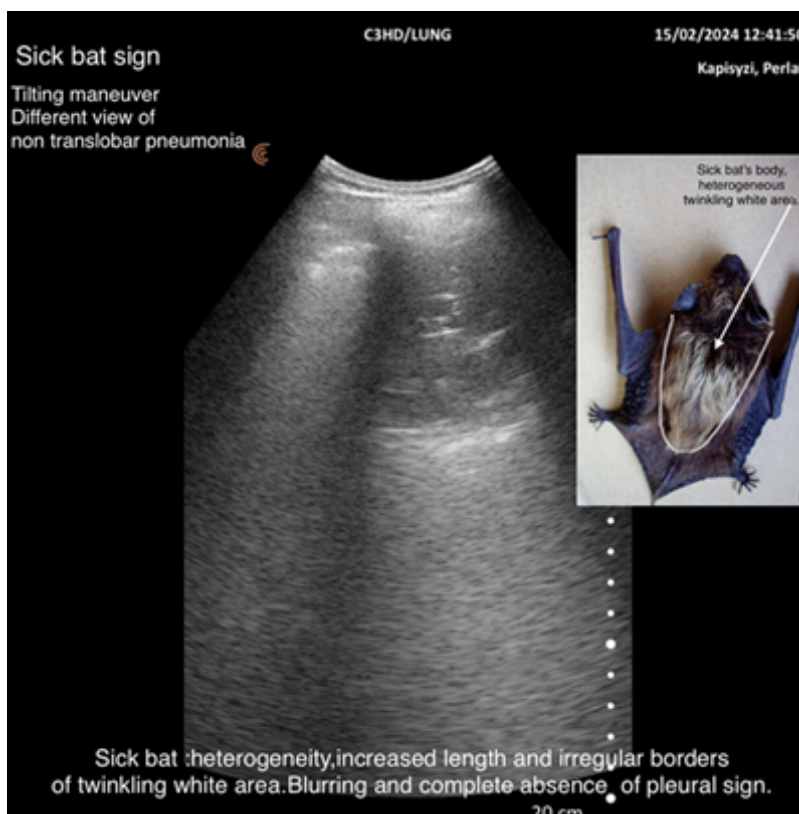 C3HD/LUNG
15/02/2024 12:41:50
Kapisyzi, Perla
Sick bat sign
Tilting maneuver
Different view of
non translobar pneumonia
Sick bat's body,
heterogeneous
twinkling white area.
Sick bat :heterogeneity,increased length and irregular borders
of twinkling white area.Blurring and complete absence of pleural sign.
20 cm